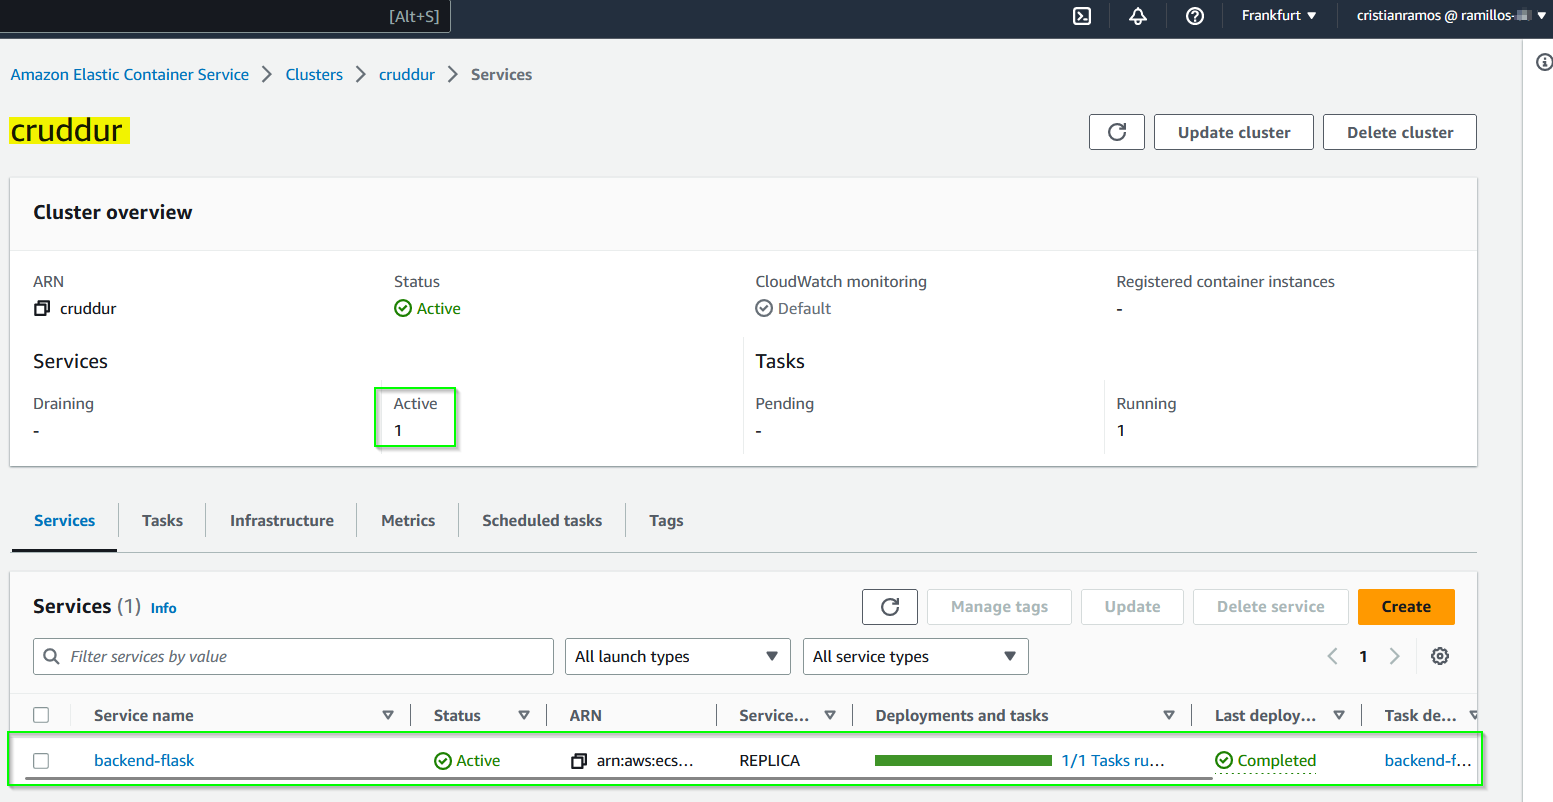 [Alt+S]
Frankfurt
cristianramos @ ramillos-
Amazon Elastic Container Service
Clusters
cruddur
Services
cruddur
Update cluster
Delete cluster
Cluster overview
ARN
Status
CloudWatch monitoring
Registered container instances
cruddur
Active
Default
-
Services
Tasks
Draining
Active
Pending
Running
-
1
-
1
Services
Tasks
Infrastructure
Metrics
Scheduled tasks
Tags
Services (1) Info
Manage tags
Update
Delete service
Create
Filter services by value
All launch types
All service types
1
Service name
Status
ARN
Service...
Deployments and tasks
Last deploy...
Task de...
backend-flask
Active
arn:aws:ecs...
REPLICA
1/1 Tasks ru...
Completed
backend-f...